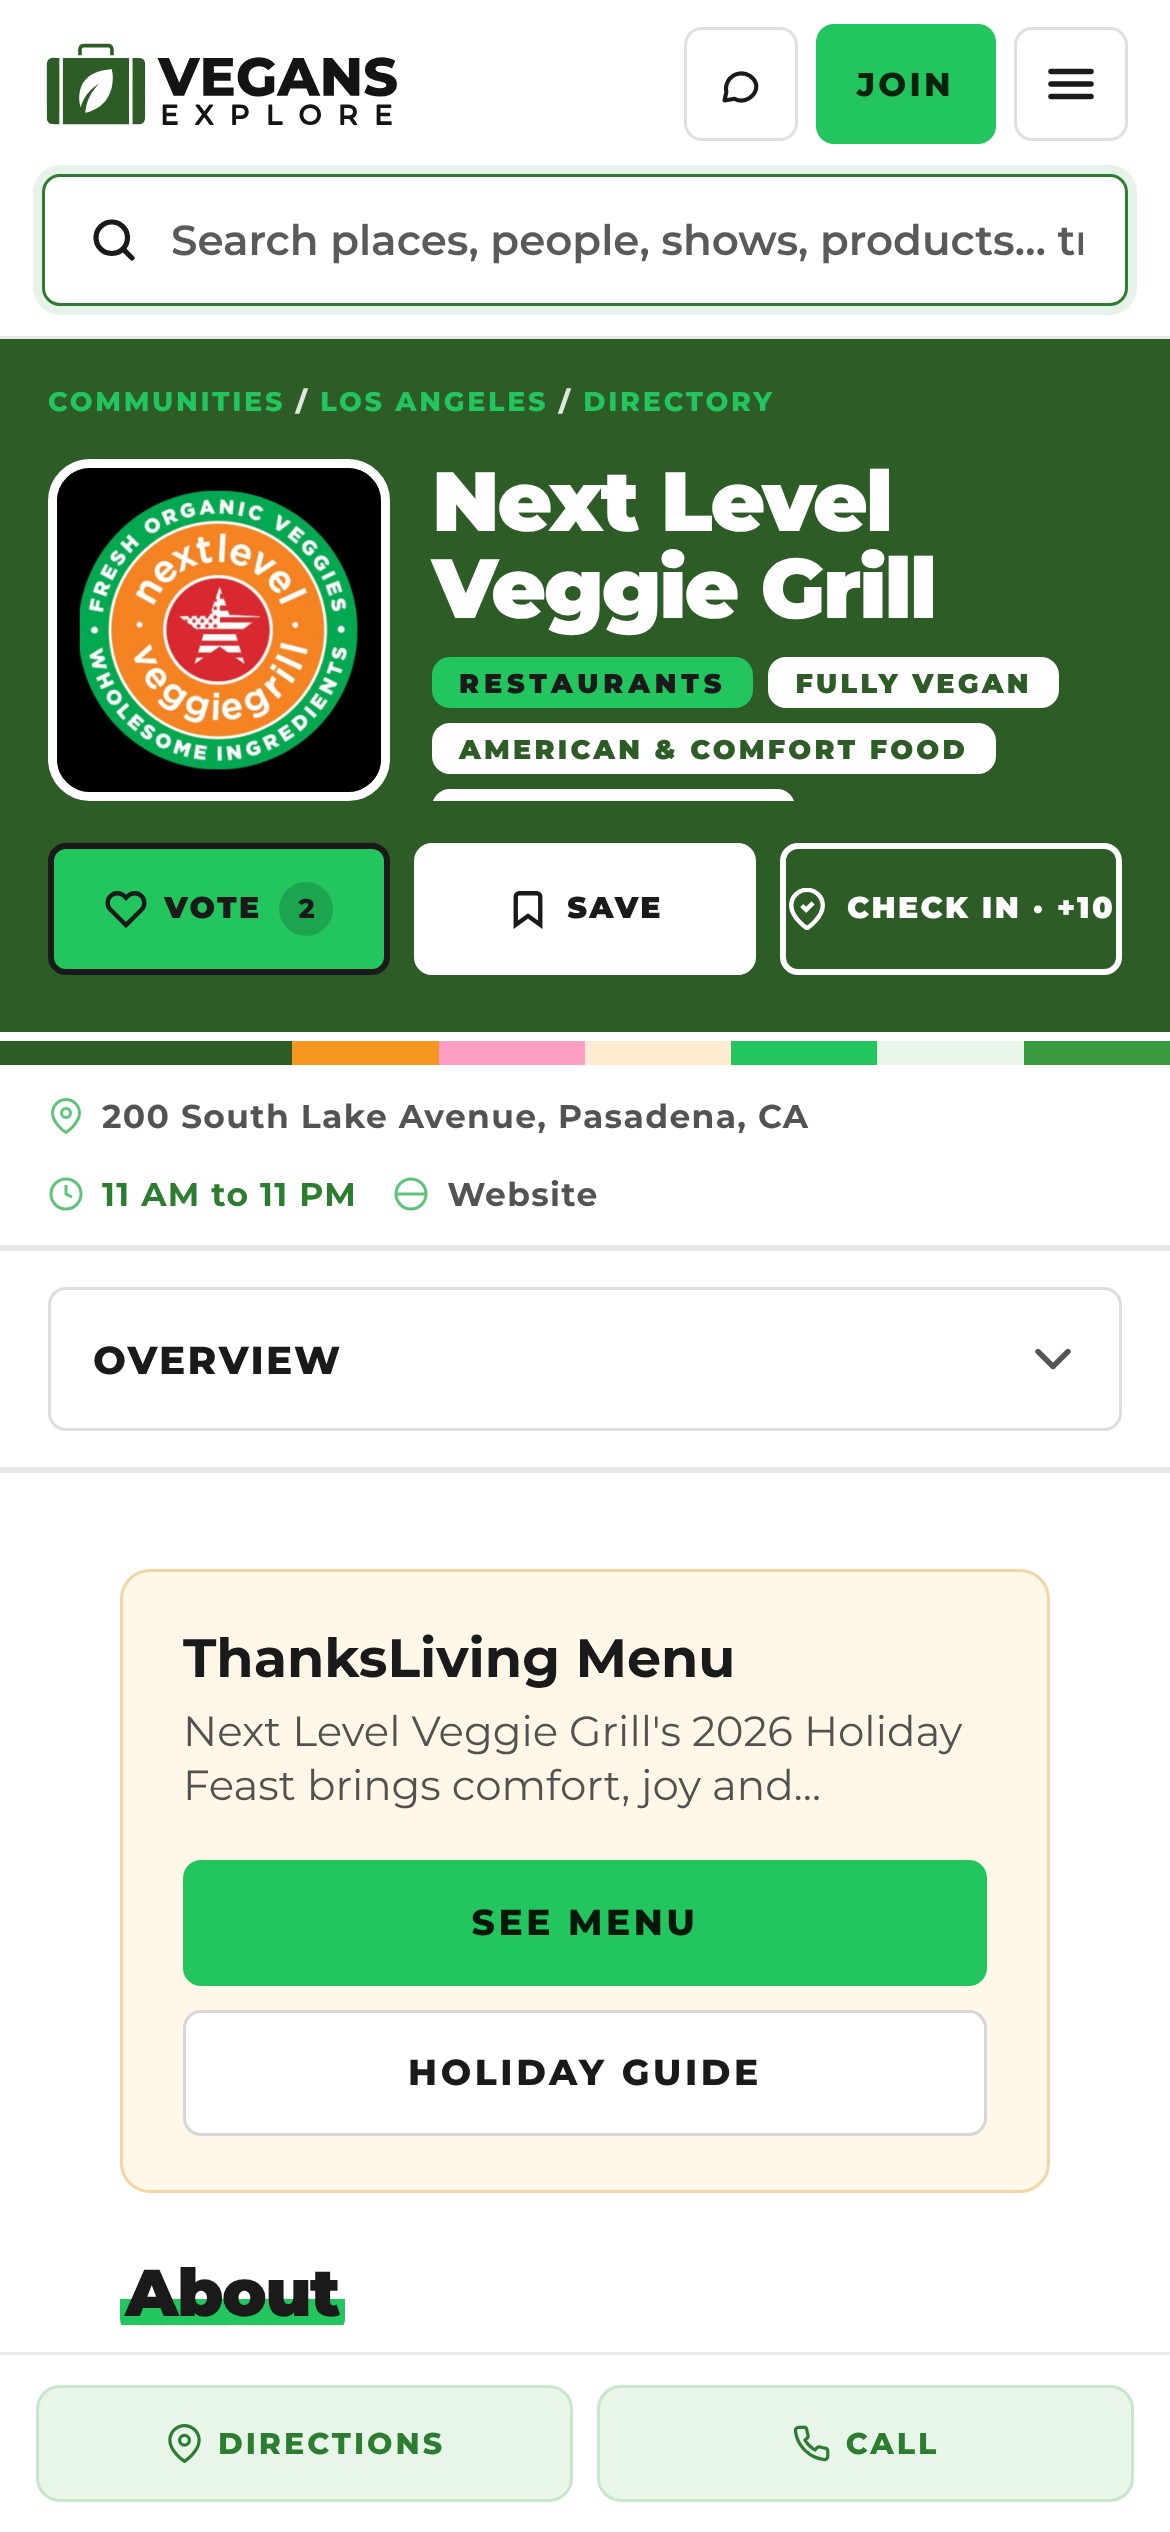 VEGANS
EXPLORE
JOIN
Search places, people, shows, products... tr
COMMUNITIES / LOS ANGELES / DIRECTORY
• FRESH ORGANIC VEGGIES •
WHOLESOME INGREDIENTS
nextlevel
veggiegrill
Next Level
Veggie Grill
RESTAURANTS
FULLY VEGAN
AMERICAN & COMFORT FOOD
VOTE 2
SAVE
CHECK IN · +10
200 South Lake Avenue, Pasadena, CA
11 AM to 11 PM
Website
OVERVIEW
ThanksLiving Menu
Next Level Veggie Grill's 2026 Holiday
Feast brings comfort, joy and...
SEE MENU
HOLIDAY GUIDE
About
DIRECTIONS
CALL